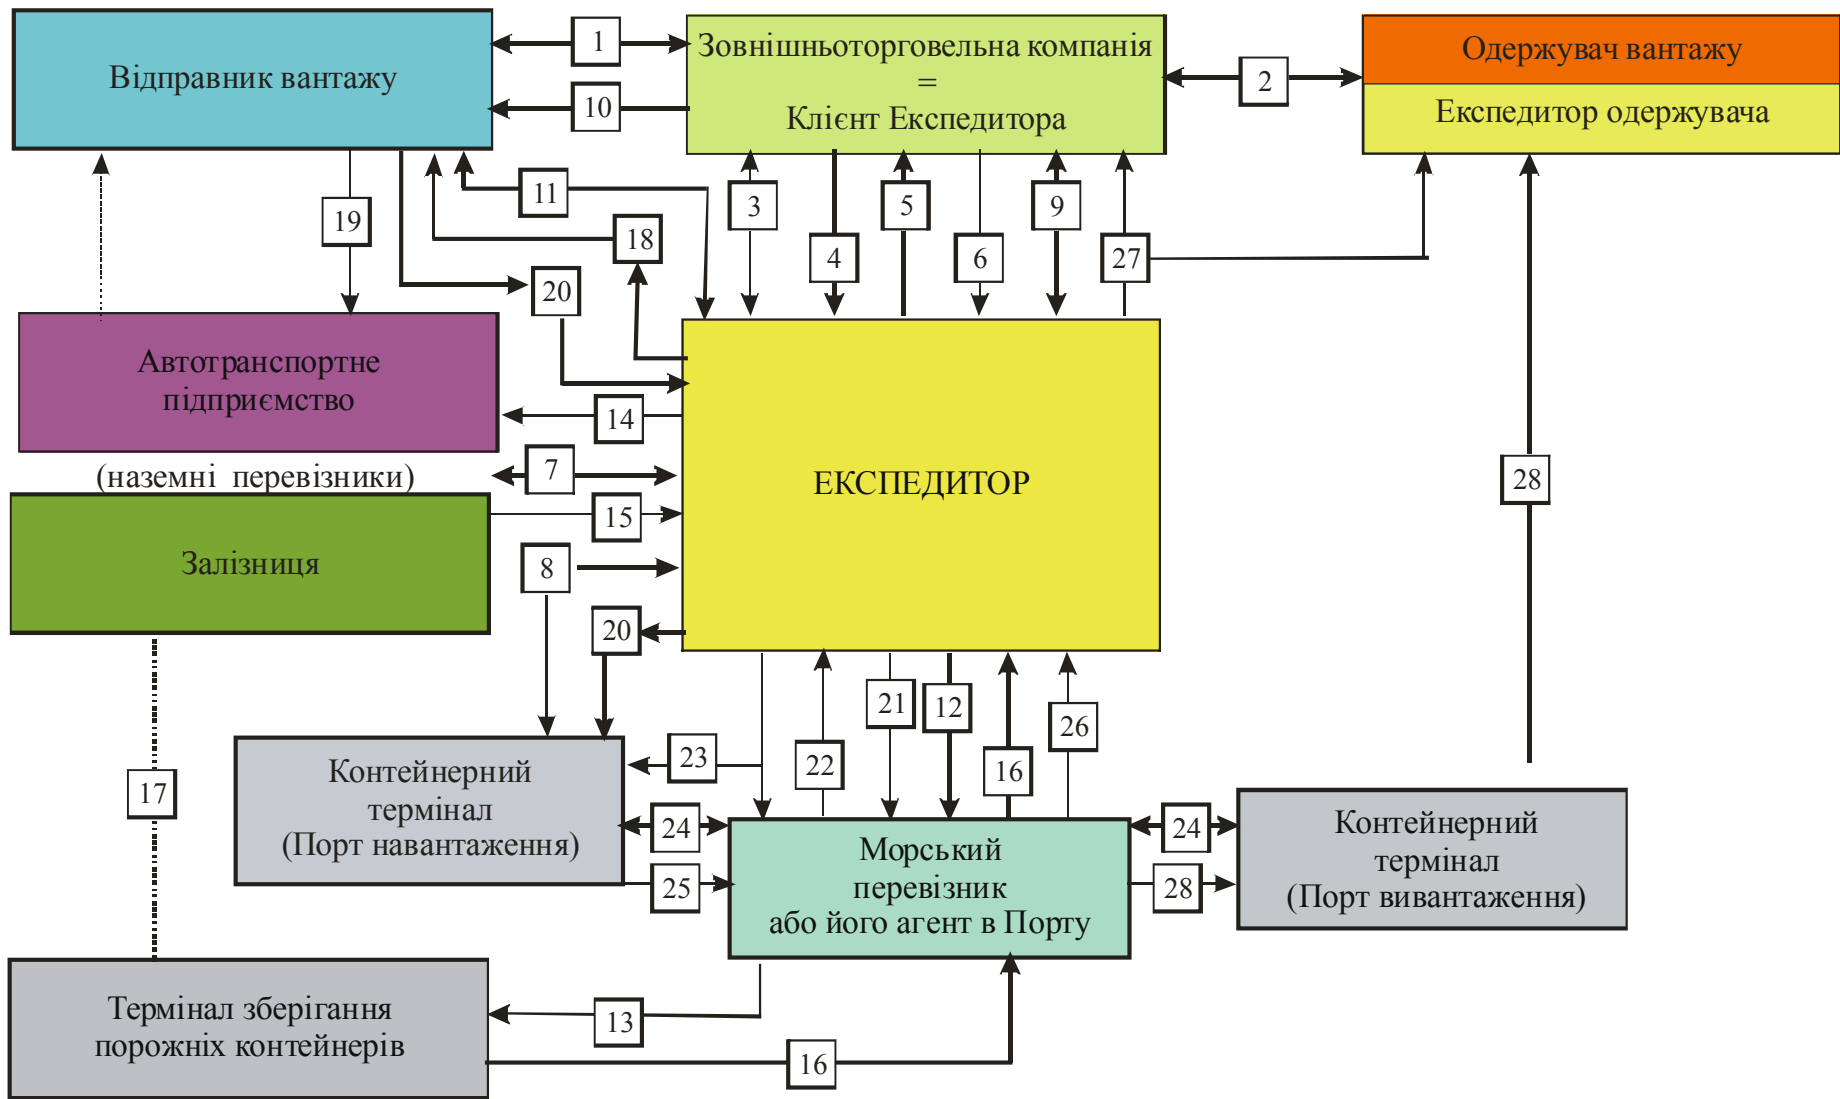 Відправник вантажу
1
10
Зовнішньоторговельна компанія
=
Клієнт Експедитора
2
Одержувач вантажу
Експедитор одержувача
19
11
18
20
3
4
5
6
9
27
28
Автотранспортне
підприємство
14
(наземні перевізники)
7
15
Залізниця
8
20
ЕКСПЕДИТОР
17
23
22
21
12
16
26
Контейнерний
термінал
(Порт навантаження)
24
25
Морський
перевізник
або його агент в Порту
24
28
Контейнерний
термінал
(Порт вивантаження)
Термінал зберігання
порожніх контейнерів
13
16